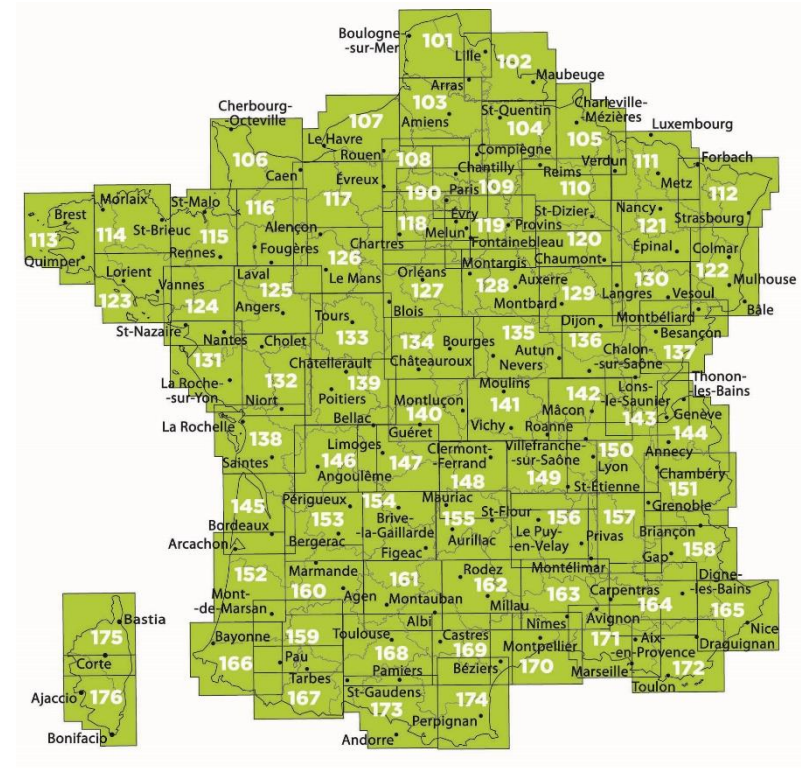 Boulogne
-sur-Mer
101
Lille
102
Maubeuge
Arras
103
Amiens
Cherbourg-
-Octeville
107
St-Quentin
104
Charleville-
-Mézières
105
Luxembourg
Le Havre
Rouen
108
Compiègne
Chantilly
Reims
Verdun
111
Forbach
106
Caen
Évreux
117
190
Paris
109
110
Metz
112
Morlaix
St-Malo
116
Brest
113
114
St-Brieuc
115
Alençon
118
Évry
119
Provins
St-Dizier
Nancy
121
Strasbourg
Quimper
Rennes
Fougères
Chartres
Melun
Fontainebleau
120
Épinal
Colmar
Lorient
Laval
126
Le Mans
Orléans
127
Montargis
Auxerre
128
Chaumont
130
122
Mulhouse
123
Vannes
124
125
Angers
Blois
Montbard
129
Langres
Vesoul
Bâle
St-Nazaire
Tours
133
Dijon
Montbéliard
Besançon
Nantes
Cholet
134
Bourges
135
136
131
Châtellerault
Châteauroux
Autun
Nevers
Chalon-
-sur-Saône
137
La Roche-
-sur-Yon
132
Niort
139
Poitiers
Montluçon
Moulins
141
142
Mâcon
Lons-
-le-Saunier
143
Thonon-
-les-Bains
Genève
La Rochelle
Bellac
140
Guéret
Vichy
Roanne
144
138
Saintes
Limoges
146
147
Angoulême
Clermont-
-Ferrand
148
Villefranche-
-sur-Saône
149
150
Lyon
Annecy
Chambéry
151
St-Étienne
145
Bordeaux
Arcachon
Périgueux
153
Bergerac
154
Brive-
-la-Gaillarde
Figeac
Mauriac
155
Aurillac
St-Flour
156
Le Puy-
-en-Velay
157
Privas
Grenoble
Briançon
158
Gap
152
Mont-
-de-Marsan
Marmande
160
Agen
161
Montauban
Rodez
162
Millau
Montélimar
163
Carpentras
164
Digne-
-les-Bains
165
Albi
Nîmes
Avignon
Nice
Bayonne
166
159
Pau
Tarbes
167
Toulouse
168
Pamiers
Castres
169
Béziers
Montpellier
170
171
Aix-
-en-Provence
Draguignan
172
Marseille
Toulon
St-Gaudens
173
174
Perpignan
Andorre
Bastia
175
Corte
Ajaccio
176
Bonifacio